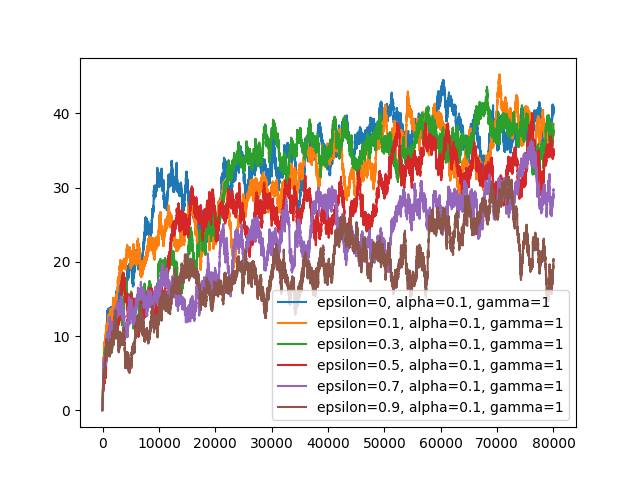 40
30
20
10
0
0 10000 20000 30000 40000 50000 60000 70000 80000
epsilon=0, alpha=0.1, gamma=1
epsilon=0.1, alpha=0.1, gamma=1
epsilon=0.3, alpha=0.1, gamma=1
epsilon=0.5, alpha=0.1, gamma=1
epsilon=0.7, alpha=0.1, gamma=1
epsilon=0.9, alpha=0.1, gamma=1